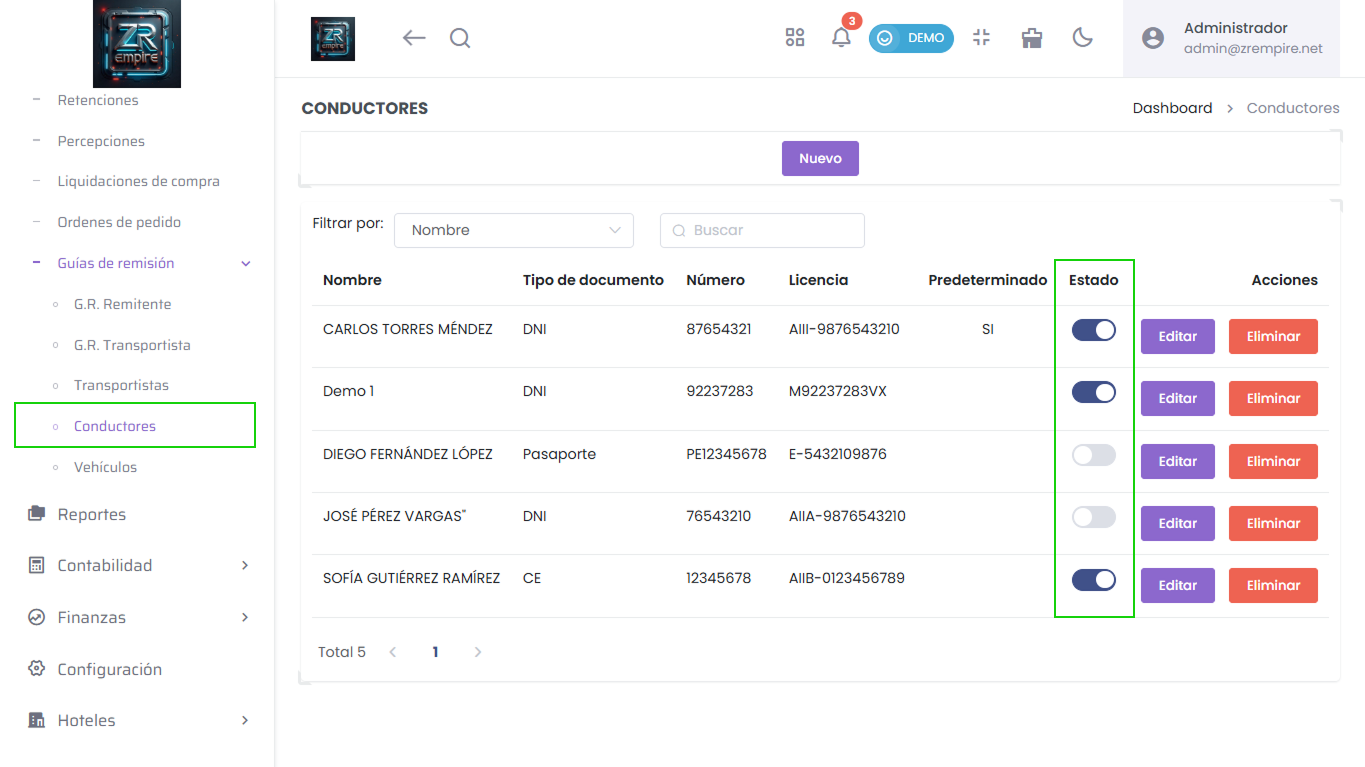 ZR
empire
Retenciones
Percepciones
Liquidaciones de compra
Ordenes de pedido
Guías de remisión
G.R. Remitente
G.R. Transportista
Transportistas
Conductores
Vehículos
Reportes
Contabilidad
Finanzas
Configuración
Hoteles
ZR
empire
3
DEMO
Administrador
admin@zrempire.net
CONDUCTORES
Dashboard > Conductores
Nuevo
Filtrar por: Nombre Buscar
Nombre Tipo de documento Número Licencia Predeterminado Estado Acciones
CARLOS TORRES MÉNDEZ DNI 87654321 AIII-9876543210 SI Editar Eliminar
Demo 1 DNI 92237283 M92237283VX Editar Eliminar
DIEGO FERNÁNDEZ LÓPEZ Pasaporte PE12345678 E-5432109876 Editar Eliminar
JOSÉ PÉREZ VARGAS" DNI 76543210 AIIA-9876543210 Editar Eliminar
SOFÍA GUTIÉRREZ RAMÍREZ CE 12345678 AIIB-0123456789 Editar Eliminar
Total 5 < 1 >